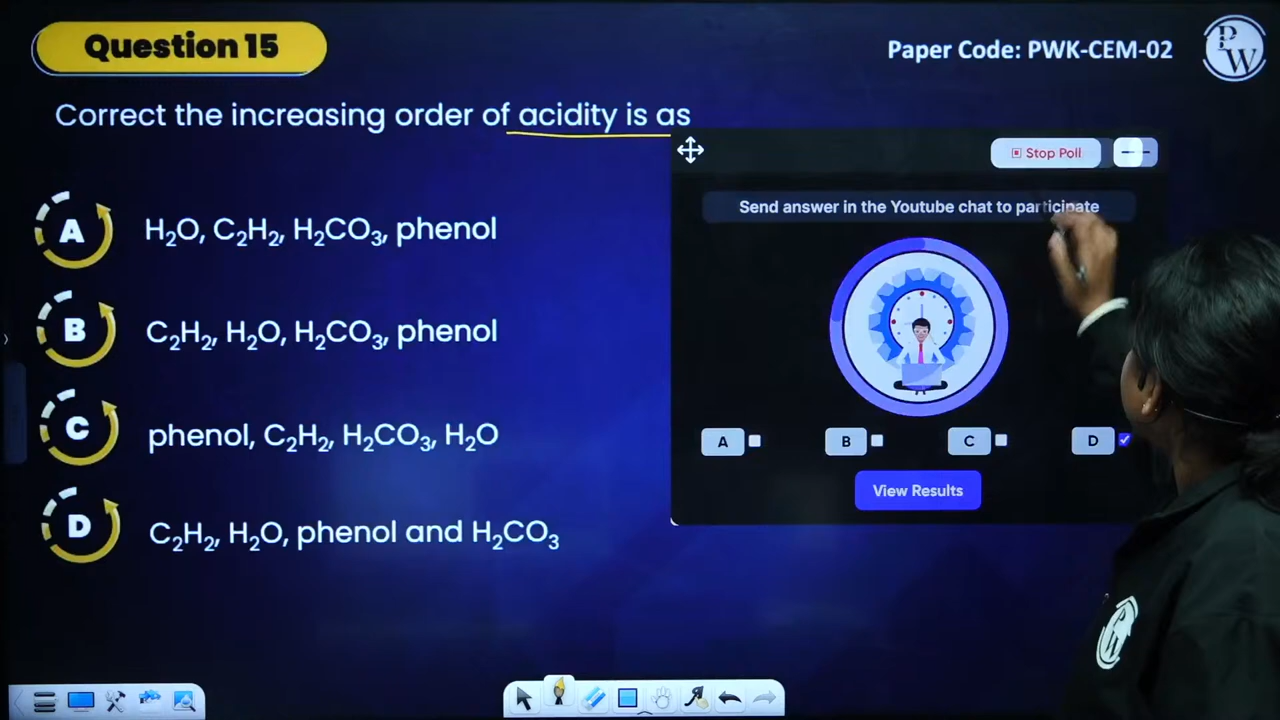 Question 15
Paper Code: PWK-CEM-02
PW
Correct the increasing order of acidity is as
Stop Poll
Send answer in the Youtube chat to participate
A H₂O, C₂H₂, H₂CO₃, phenol
B C₂H₂, H₂O, H₂CO₃, phenol
C phenol, C₂H₂, H₂CO₃, H₂O
D C₂H₂, H₂O, phenol and H₂CO₃
A B C D
View Results